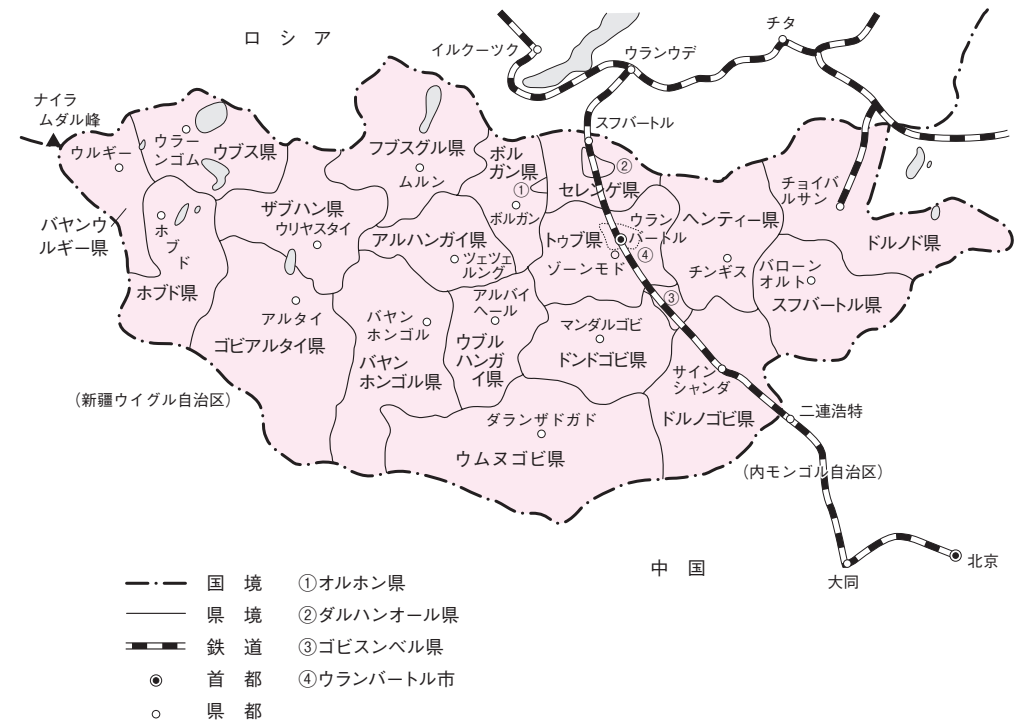 ロシア
イルクーツク
ウランウデ
チタ
ナイラ
ムダル峰
ウルギー
ウラー
ンゴム
ウブス県
フブスグル県
ムルン
ボル
ガン県
①
ボルガン
スフバートル
②
セレンゲ県
チョイバ
ルサン
バヤンウ
ルギー県
ホブド
ホブド県
ザブハン県
ウリヤスタイ
アルハンガイ県
ツェツェ
ルング
トゥブ県
ウラン
バートル
④
ゾーンモド
ヘンティー県
チンギス
ドルノド県
バローン
オルト
スフバートル県
アルタイ
ゴビアルタイ県
バヤン
ホンゴル
バヤン
ホンゴル県
アルバイ
ヘール
ウブル
ハンガ
イ県
③
マンダルゴビ
ドンドゴビ県
サイン
シャンダ
ドルノゴビ県
(新疆ウイグル自治区)
ダランザドガド
ウムヌゴビ県
二連浩特
(内モンゴル自治区)
中国
大同
北京
国境 ①オルホン県
県境 ②ダルハンオール県
鉄道 ③ゴビスンベル県
首都 ④ウランバートル市
県都